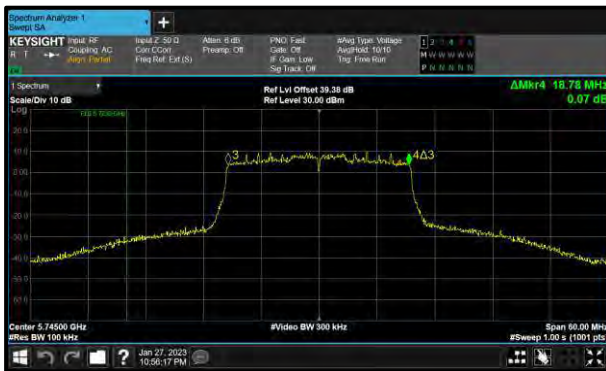 Spectrum Analyzer 1
Swept SA
KEYSIGHT
R T
Input: RF
Coupling: AC
Align: Partial
Input Z: 50 Ω
Corr CCorr
Freq Ref: Ext (S)
Atten: 6 dB
Preamp: Off
PNO: Fast
Gate: Off
IF Gain: Low
Sig Track: Off
#Avg Type: Voltage
Avg|Hold: 10/10
Trig: Free Run
1 2 3 4 5 6
M W W W W W
P N N N N N
1 Spectrum
Scale/Div 10 dB
Log
Ref Lvl Offset 39.38 dB
Ref Level 30.00 dBm
ΔMkr4 18.78 MHz
0.07 dB
20.0
10.0
0.00
-10.0
-20.0
-30.0
-40.0
-50.0
-60.0
3
4Δ3
Center 5.74500 GHz
#Res BW 100 kHz
#Video BW 300 kHz
Span 60.00 MHz
#Sweep 1.00 s (1001 pts)
Jan 27, 2023
10:56:17 PM